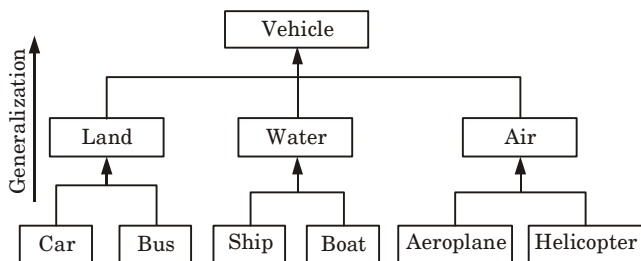 Vehicle
Generalization
Land
Water
Air
Car
Bus
Ship
Boat
Aeroplane
Helicopter